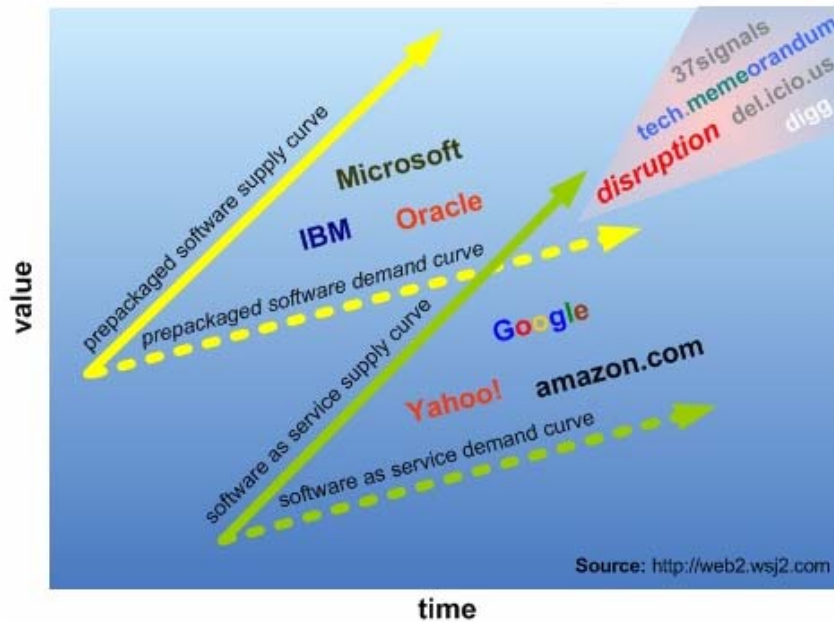 37signals
tech.memeorandum
del.icio.us
digg
disruption
prepackaged software supply curve
Microsoft
IBM
Oracle
prepackaged software demand curve
value
software as service supply curve
Google
amazon.com
Yahoo!
software as service demand curve
Source: http://web2.wsj2.com
time